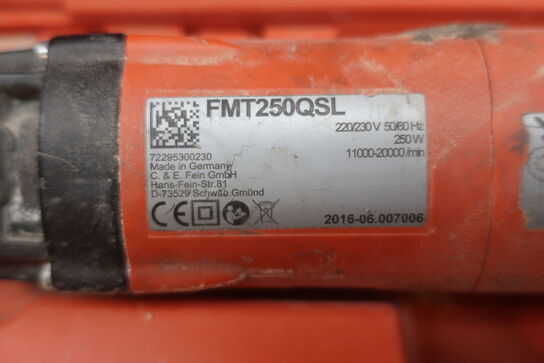 FMT250QSL
220/230 V 50/60 Hz
250 W
11000-20000 /min
72295300230
Made in Germany
C. & E. Fein GmbH
Hans-Fein-Str.81
D-73529 Schwäb.Gmünd
CE
2016-06.007006